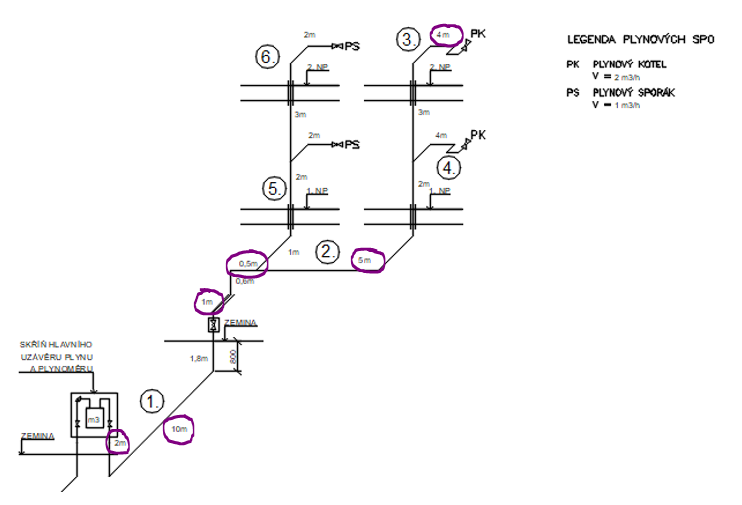 2m
6.
PS
2. NP
3m
2m
PS
2m
5.
1. NP
1m
4m
3.
PK
2. NP
3m
4m
PK
4.
2m
1. NP
2.
5m
0,5m
0,6m
1m
ZEMINA
1,8m
800
SKŘÍŇ HLAVNÍHO
UZÁVĚRU PLYNU
A PLYNOMĚRU
1.
m3
10m
2m
ZEMINA
LEGENDA PLYNOVÝCH SPO
PK PLYNOVÝ KOTEL
V = 2 m3/h
PS PLYNOVÝ SPORÁK
V = 1 m3/h